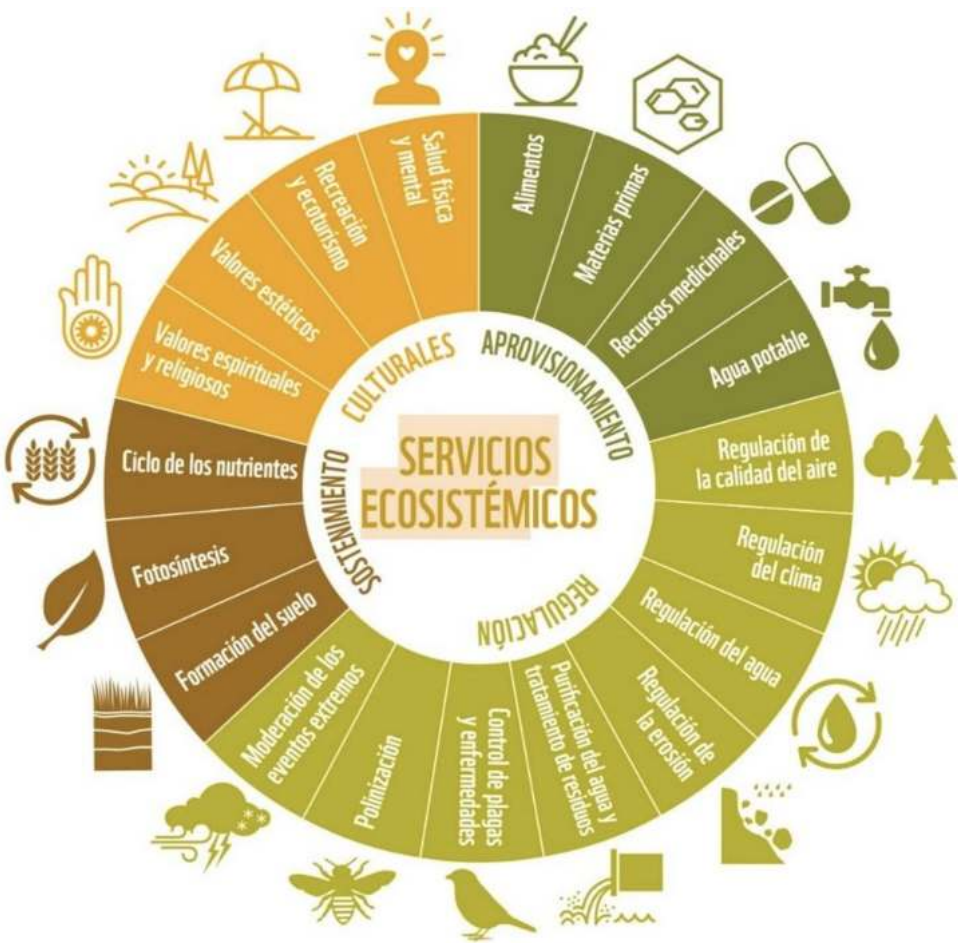 SERVICIOS
ECOSISTÉMICOS
CULTURALES
APROVISIONAMIENTO
REGULACIÓN
SOSTENIMIENTO
Alimentos
Materias primas
Recursos medicinales
Agua potable
Regulación de
la calidad del aire
Regulación
del clima
Regulación del agua
Regulación de
la erosión
Purificación del agua y
tratamiento de residuos
Control de plagas
y enfermedades
Polinización
Moderación de los
eventos extremos
Formación del suelo
Fotosíntesis
Ciclo de los nutrientes
Valores espirituales
y religiosos
Valores estéticos
Recreación
y ecoturismo
Salud física
y mental